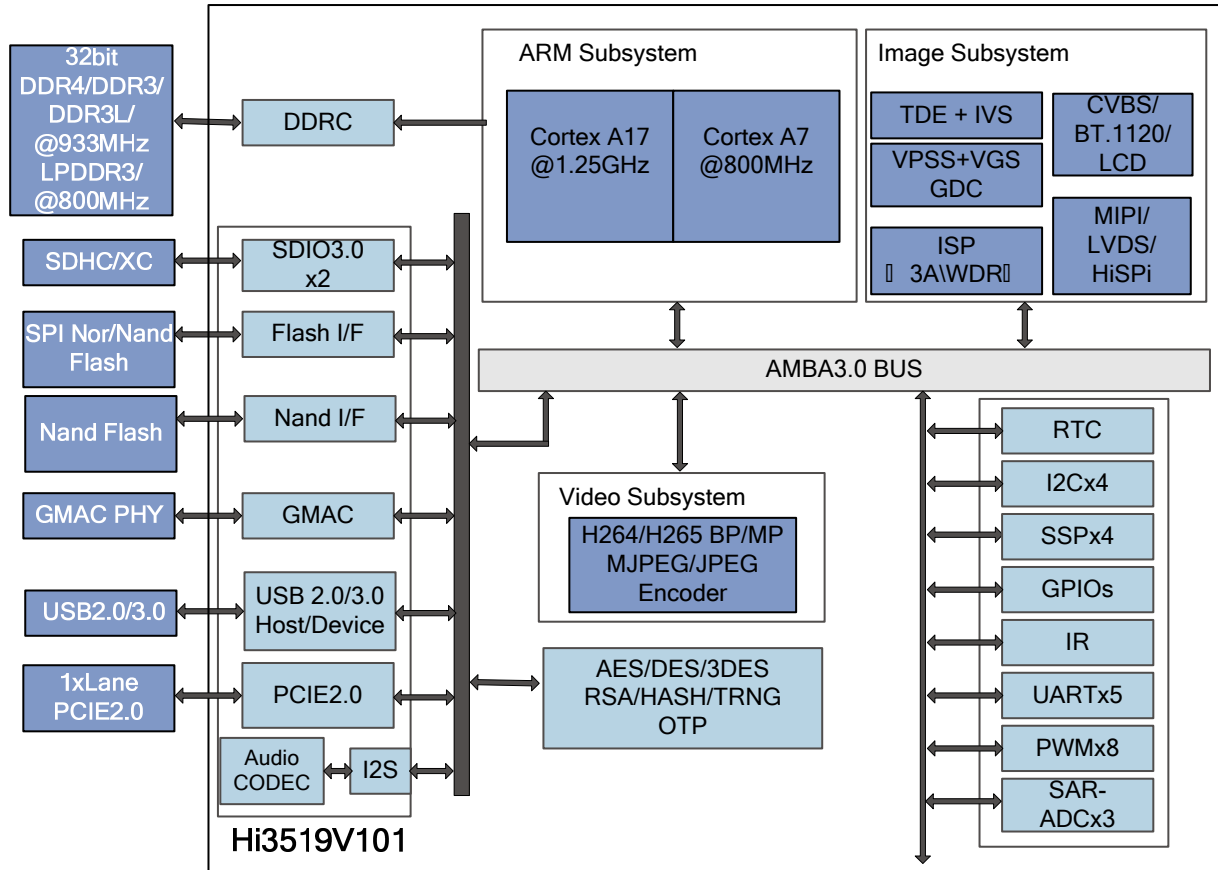 32bit
DDR4/DDR3/
DDR3L/
@933MHz
LPDDR3/
@800MHz
DDRC
ARM Subsystem
Cortex A17
@1.25GHz
Cortex A7
@800MHz
Image Subsystem
TDE + IVS
VPSS+VGS
GDC
ISP
3A\WDR
CVBS/
BT.1120/
LCD
MIPI/
LVDS/
HiSPi
SDHC/XC
SDIO3.0
x2
SPI Nor/Nand
Flash
Flash I/F
Nand Flash
Nand I/F
GMAC PHY
GMAC
USB2.0/3.0
USB 2.0/3.0
Host/Device
1xLane
PCIE2.0
PCIE2.0
Audio
CODEC
I2S
Hi3519V101
AMBA3.0 BUS
Video Subsystem
H264/H265 BP/MP
MJPEG/JPEG
Encoder
AES/DES/3DES
RSA/HASH/TRNG
OTP
RTC
I2Cx4
SSPx4
GPIOs
IR
UARTx5
PWMx8
SAR-
ADCx3